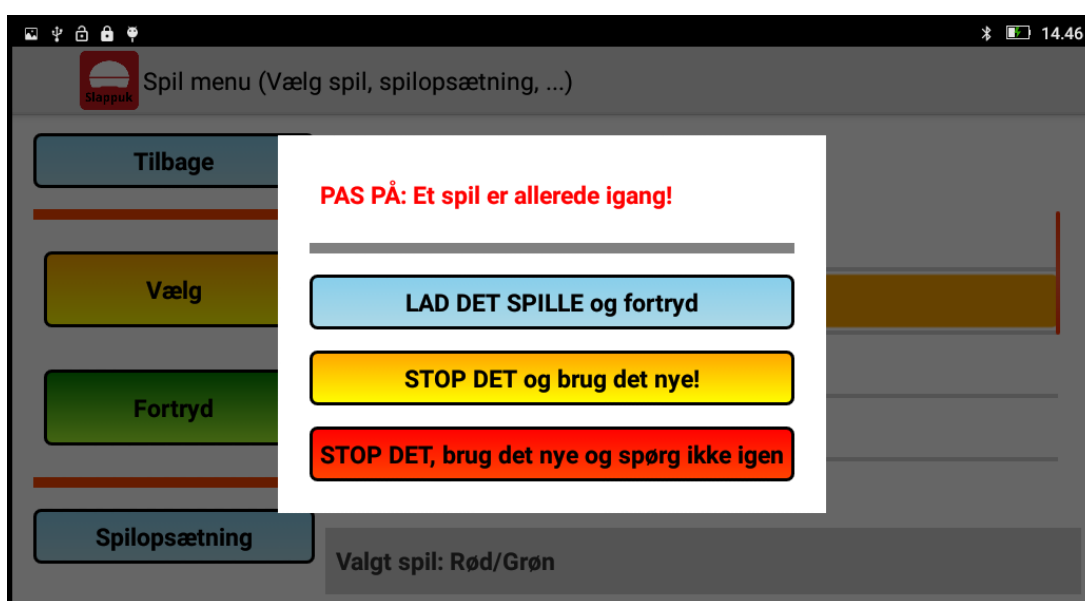 14.46
Slappuk
Spil menu (Vælg spil, spilopsætning, ...)
Tilbage
Vælg
Fortryd
Spilopsætning
PAS PÅ: Et spil er allerede igang!
LAD DET SPILLE og fortryd
STOP DET og brug det nye!
STOP DET, brug det nye og spørg ikke igen
Valgt spil: Rød/Grøn